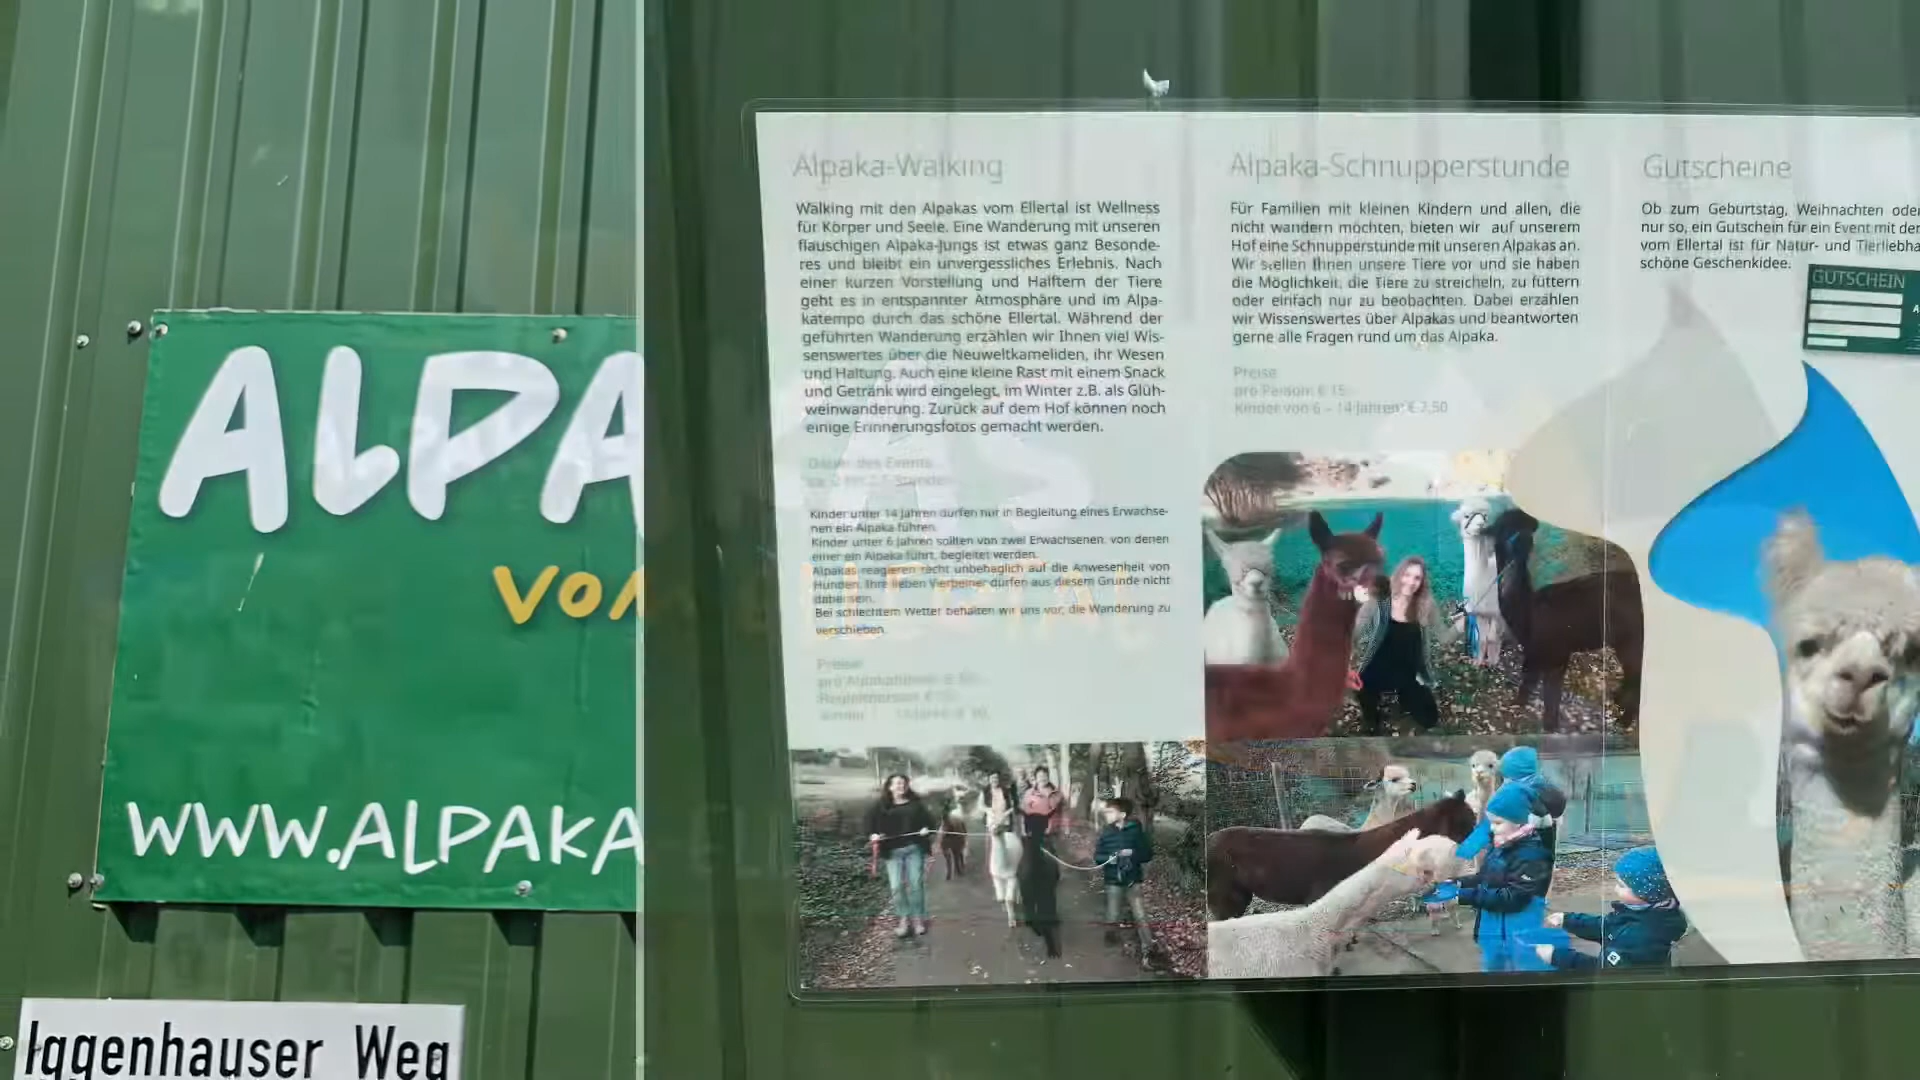 ALPA
VON
WWW.ALPAKA
Iggenhauser Weg
Alpaka-Walking
Walking mit den Alpakas vom Ellertal ist Wellness
für Körper und Seele. Eine Wanderung mit unseren
flauschigen Alpaka-Jungs ist etwas ganz Besonde-
res und bleibt ein unvergessliches Erlebnis. Nach
einer kurzen Vorstellung und Halftern der Tiere
geht es in entspannter Atmosphäre und im Alpa-
katempo durch das schöne Ellertal. Während der
geführten Wanderung erzählen wir Ihnen viel Wis-
senswertes über die Neuweltkameliden, ihr Wesen
und Haltung. Auch eine kleine Rast mit einem Snack
und Getränk wird eingelegt, im Winter z.B. als Glüh-
weinwanderung. Zurück auf dem Hof können noch
einige Erinnerungsfotos gemacht werden.
Dauer des Events
Kinder unter 14 Jahren dürfen nur in Begleitung eines Erwachse-
nen ein Alpaka führen.
Kinder unter 6 Jahren sollten von zwei Erwachsenen, von denen
einer ein Alpaka führt, begleitet werden.
Alpakas reagieren recht unbehaglich auf die Anwesenheit von
Hunden. Ihre lieben Vierbeiner dürfen aus diesem Grunde nicht
dabei sein.
Bei schlechtem Wetter behalten wir uns vor, die Wanderung zu
verschieben.
Preise
Alpaka-Schnupperstunde
Für Familien mit kleinen Kindern und allen, die
nicht wandern möchten, bieten wir auf unserem
Hof eine Schnupperstunde mit unseren Alpakas an.
Wir stellen Ihnen unsere Tiere vor und sie haben
die Möglichkeit, die Tiere zu streicheln, zu füttern
oder einfach nur zu beobachten. Dabei erzählen
wir Wissenswertes über Alpakas und beantworten
gerne alle Fragen rund um das Alpaka.
Preise
pro Person: € 15,-
Kinder von 6 – 14 Jahren: € 7,50
Gutscheine
Ob zum Geburtstag, Weihnachten oder
nur so, ein Gutschein für ein Event mit den
vom Ellertal ist für Natur- und Tierliebha
schöne Geschenkidee.
GUTSCHEIN